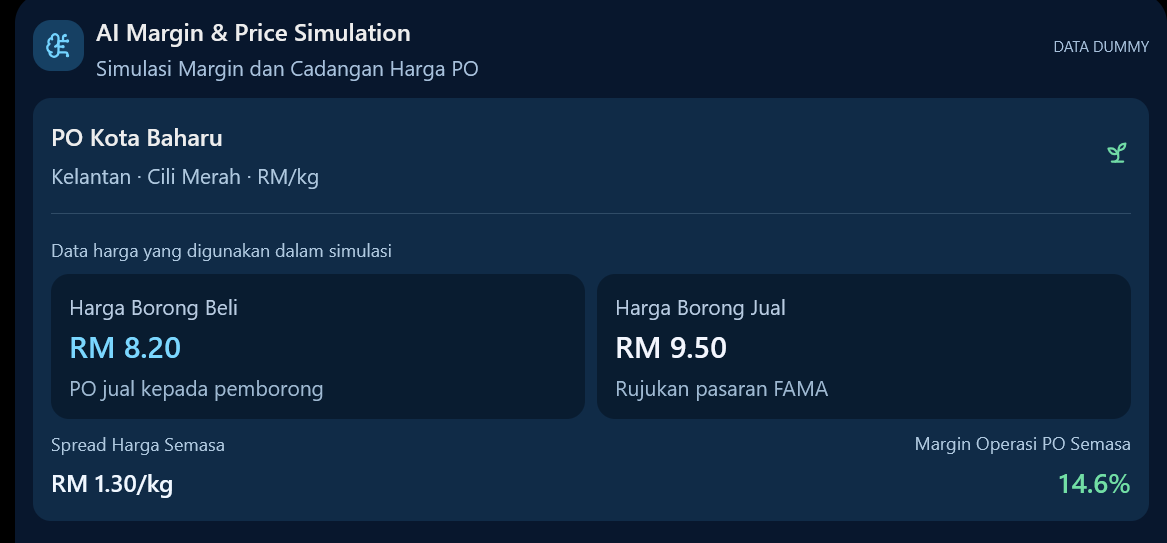 AI Margin & Price Simulation
Simulasi Margin dan Cadangan Harga PO
DATA DUMMY
PO Kota Baharu
Kelantan · Cili Merah · RM/kg
Data harga yang digunakan dalam simulasi
Harga Borong Beli
RM 8.20
PO jual kepada pemborong
Harga Borong Jual
RM 9.50
Rujukan pasaran FAMA
Spread Harga Semasa
RM 1.30/kg
Margin Operasi PO Semasa
14.6%